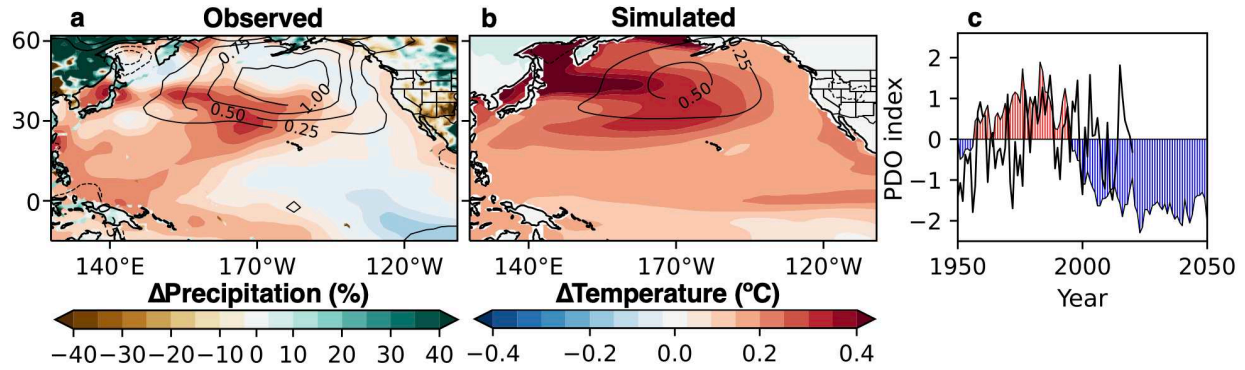 a Observed
b Simulated
c
60
30
0
0.75
1.00
0.50
0.25
0.25
0.50
140°E
170°W
120°W
140°E
170°W
120°W
PDO index
2
1
0
−1
−2
1950
2000
2050
Year
ΔPrecipitation (%)
ΔTemperature (ºC)
−40 −30 −20 −10 0 10 20 30 40
−0.4 −0.2 0.0 0.2 0.4